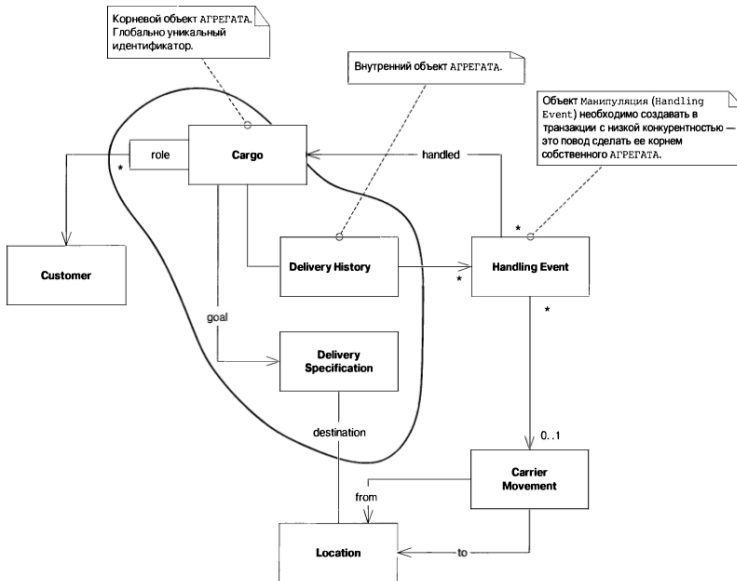 Корневой объект АГРЕГАТА.
Глобально уникальный
идентификатор.
Внутренний объект АГРЕГАТА.
Объект Манипуляция (Handling
Event) необходимо создавать в
транзакции с низкой конкурентностью —
это повод сделать ее корнем
собственного АГРЕГАТА.
role
*
Cargo
handled
Customer
Delivery History
*
*
Handling Event
*
goal
Delivery
Specification
destination
0..1
Carrier
Movement
from
Location
to